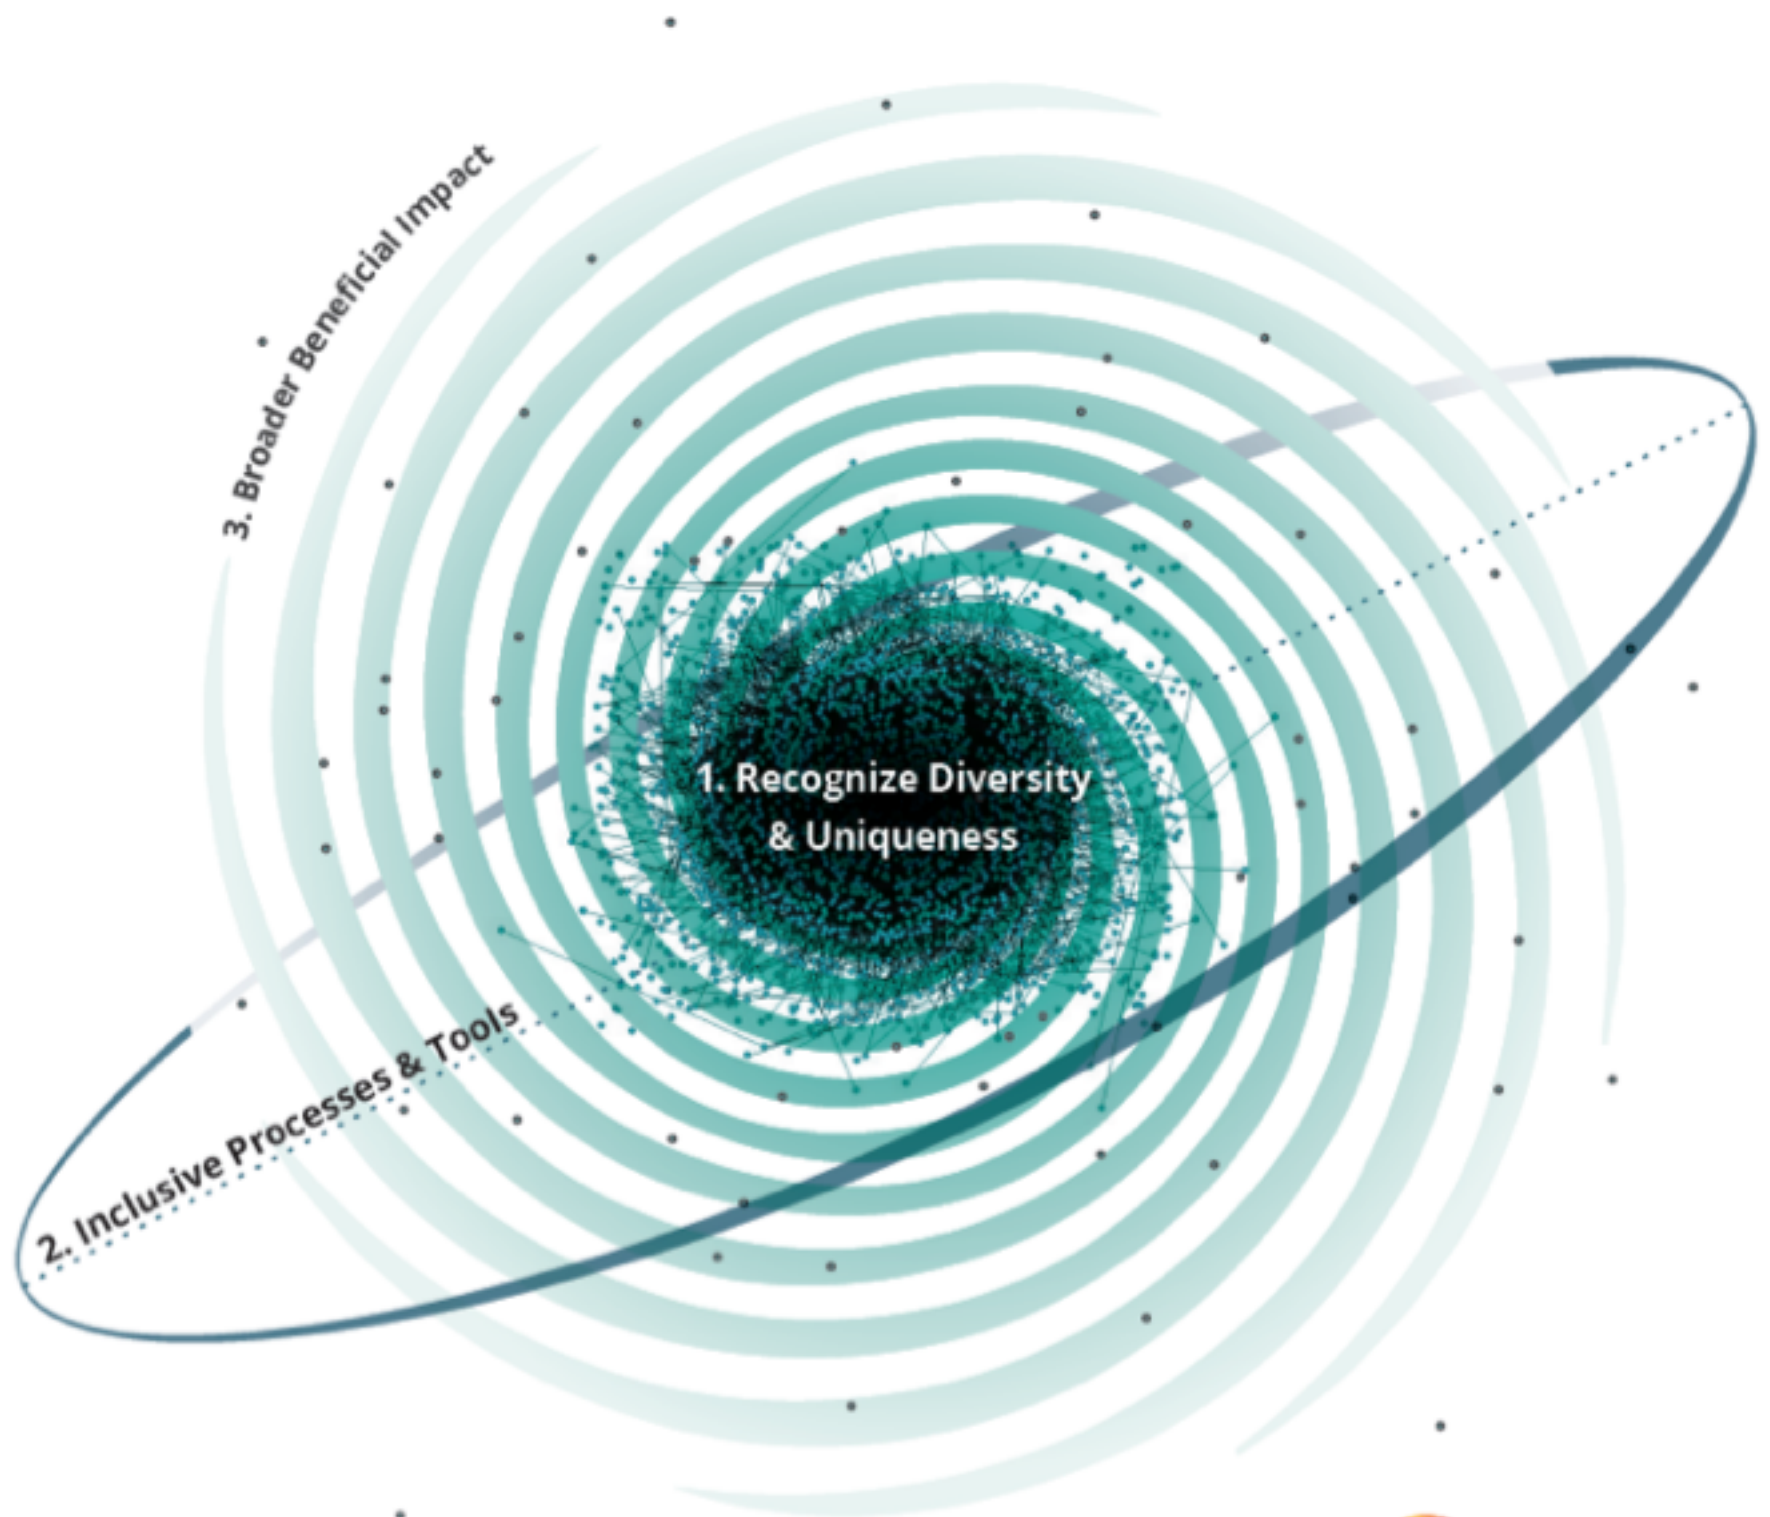 3. Broader Beneficial Impact
1. Recognize Diversity
& Uniqueness
2. Inclusive Processes & Tools